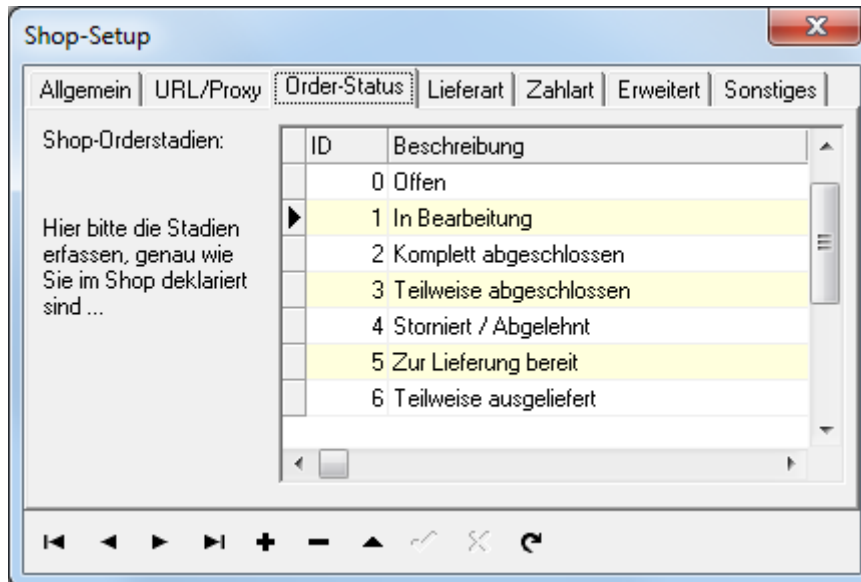 Shop-Setup
Allgemein URL/Proxy Order-Status Lieferart Zahlart Erweitert Sonstiges
Shop-Orderstadien:
Hier bitte die Stadien
erfassen, genau wie
Sie im Shop deklariert
sind ...
ID Beschreibung
0 Offen
1 In Bearbeitung
2 Komplett abgeschlossen
3 Teilweise abgeschlossen
4 Storniert / Abgelehnt
5 Zur Lieferung bereit
6 Teilweise ausgeliefert